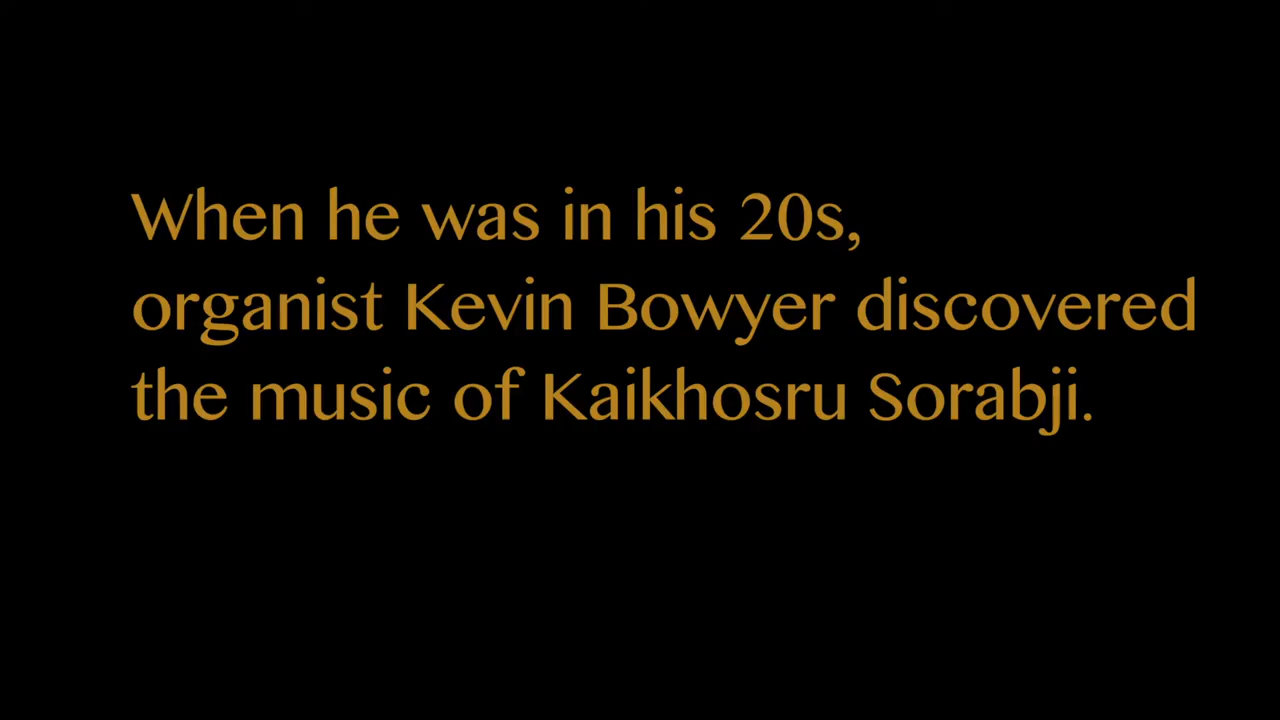 When he was in his 20s,
organist Kevin Bowyer discovered
the music of Kaikhosru Sorabji.